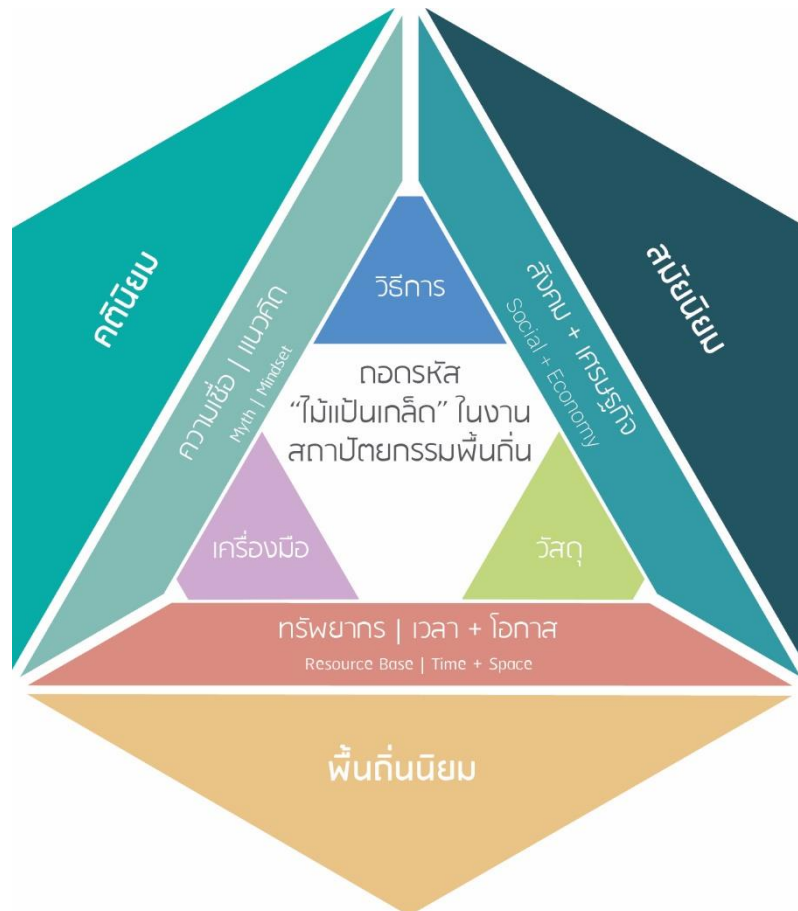 คตินิยม
ความเชื่อ | แนวคิด
Myth | Mindset
สมัยนิยม
สังคม + เศรษฐกิจ
Social + Economy
วิธีการ
ถอดรหัส
“ไม้แป้นเกล็ด” ในงาน
สถาปัตยกรรมพื้นถิ่น
เครื่องมือ
วัสดุ
ทรัพยากร | เวลา + โอกาส
Resource Base | Time + Space
พื้นถิ่นนิยม